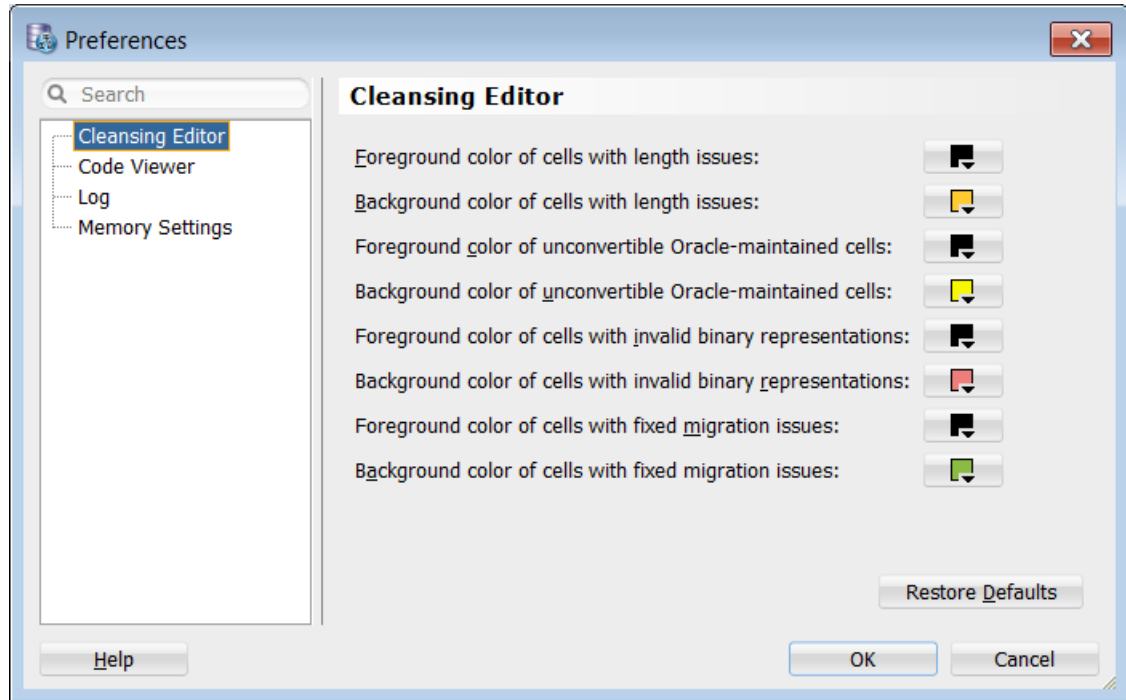 Preferences
Search
Cleansing Editor
Code Viewer
Log
Memory Settings
Cleansing Editor
Foreground color of cells with length issues:
Background color of cells with length issues:
Foreground color of unconvertible Oracle-maintained cells:
Background color of unconvertible Oracle-maintained cells:
Foreground color of cells with invalid binary representations:
Background color of cells with invalid binary representations:
Foreground color of cells with fixed migration issues:
Background color of cells with fixed migration issues:
Restore Defaults
Help
OK
Cancel